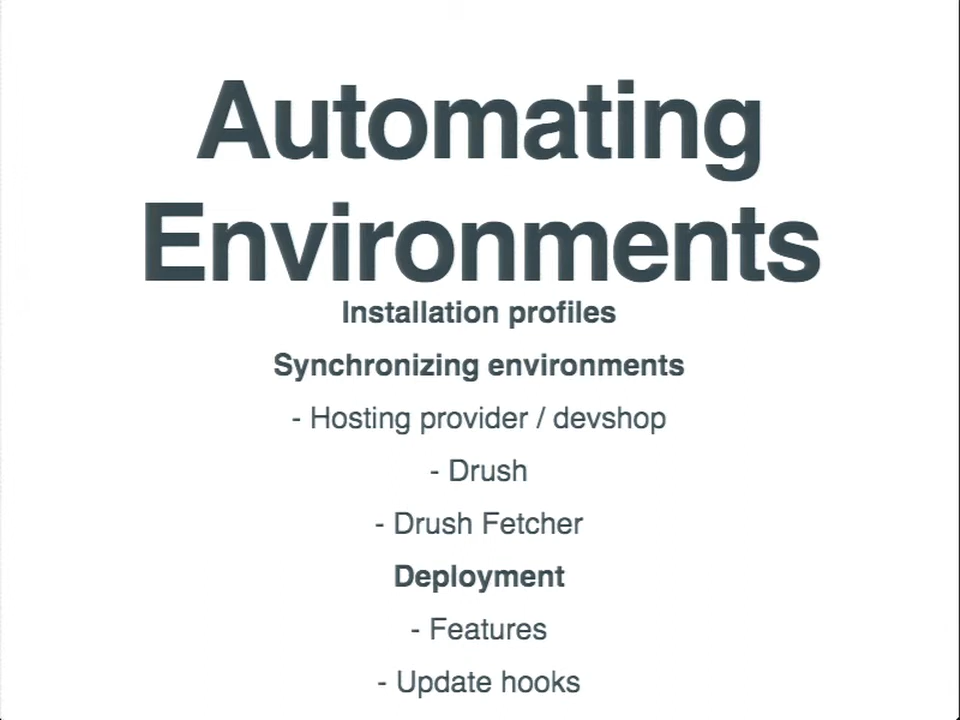 Automating
Environments
Installation profiles
Synchronizing environments
- Hosting provider / devshop
- Drush
- Drush Fetcher
Deployment
- Features
- Update hooks